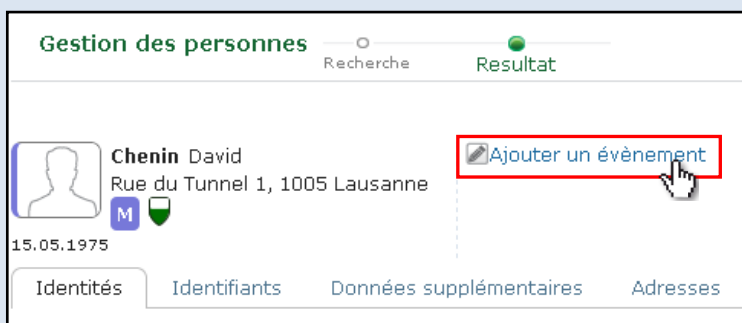 Gestion des personnes
Recherche
Resultat
Chenin David
Rue du Tunnel 1, 1005 Lausanne
M
15.05.1975
Ajouter un évènement
Identités Identifiants Données supplémentaires Adresses